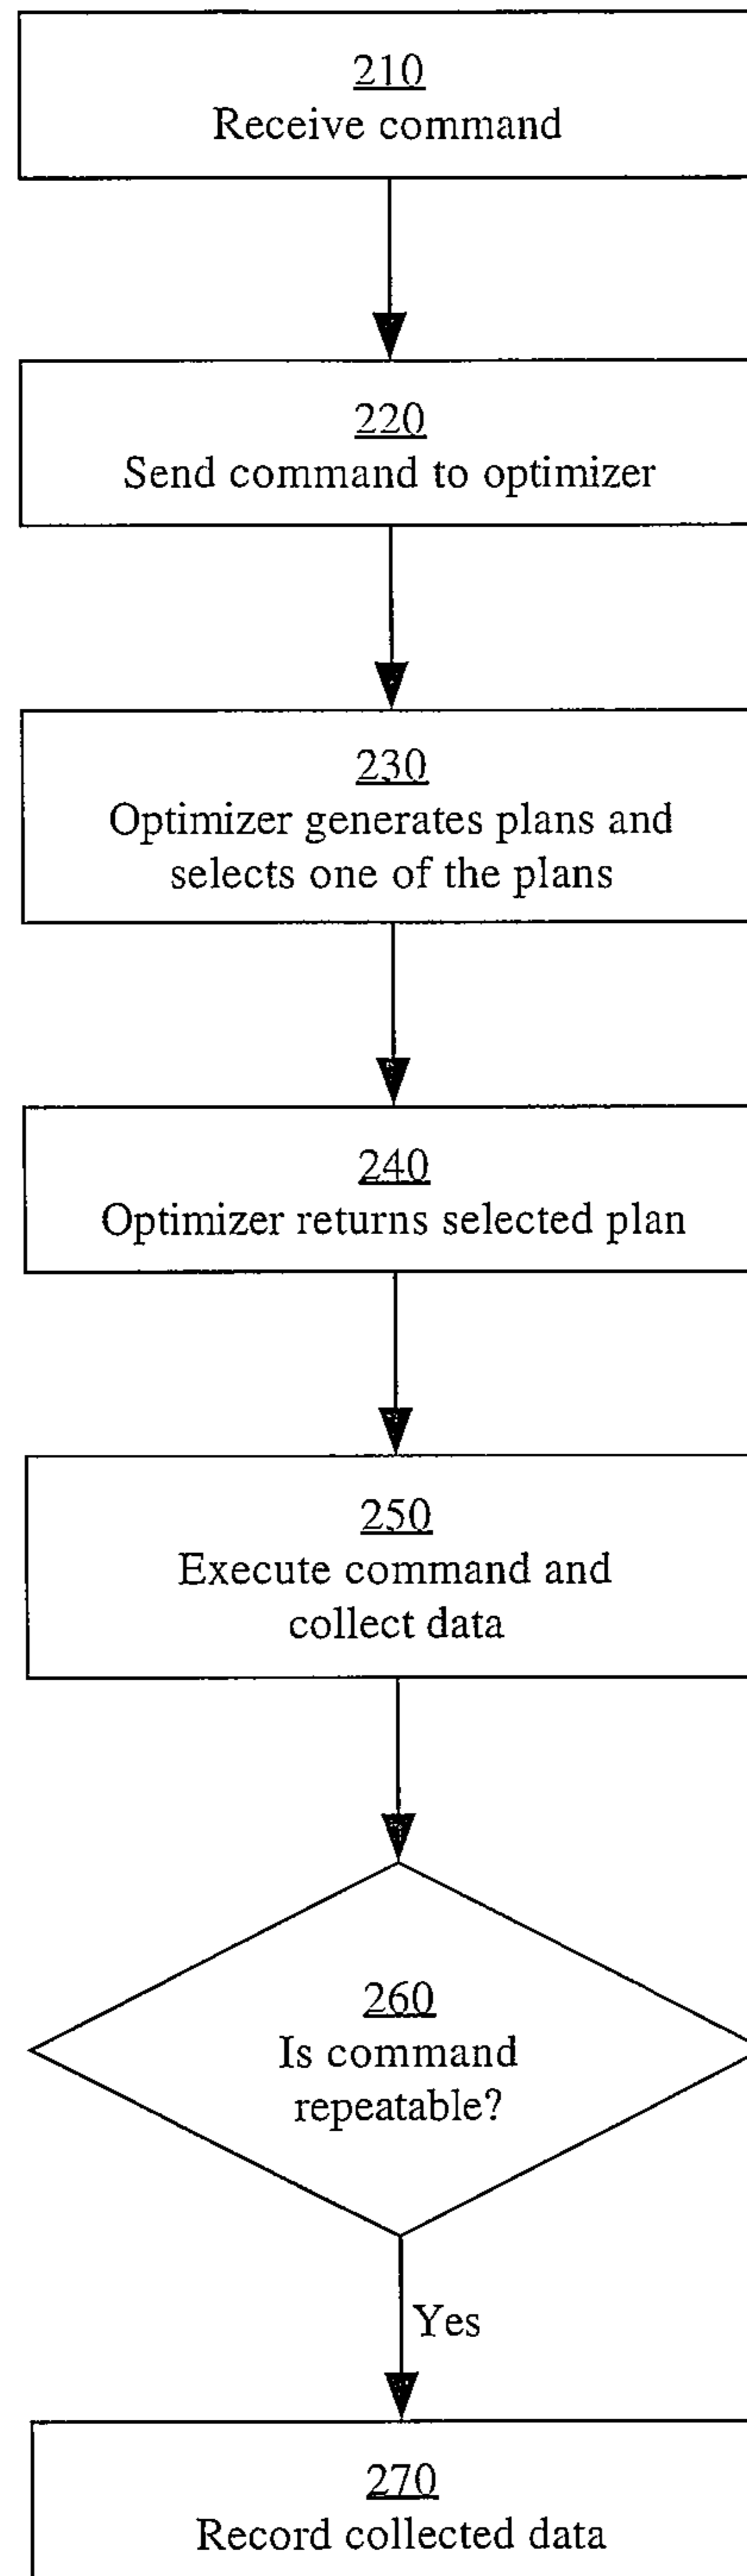 210
Receive command
220
Send command to optimizer
230
Optimizer generates plans and
selects one of the plans
240
Optimizer returns selected plan
250
Execute command and
collect data
260
Is command
repeatable?
Yes
270
Record collected data